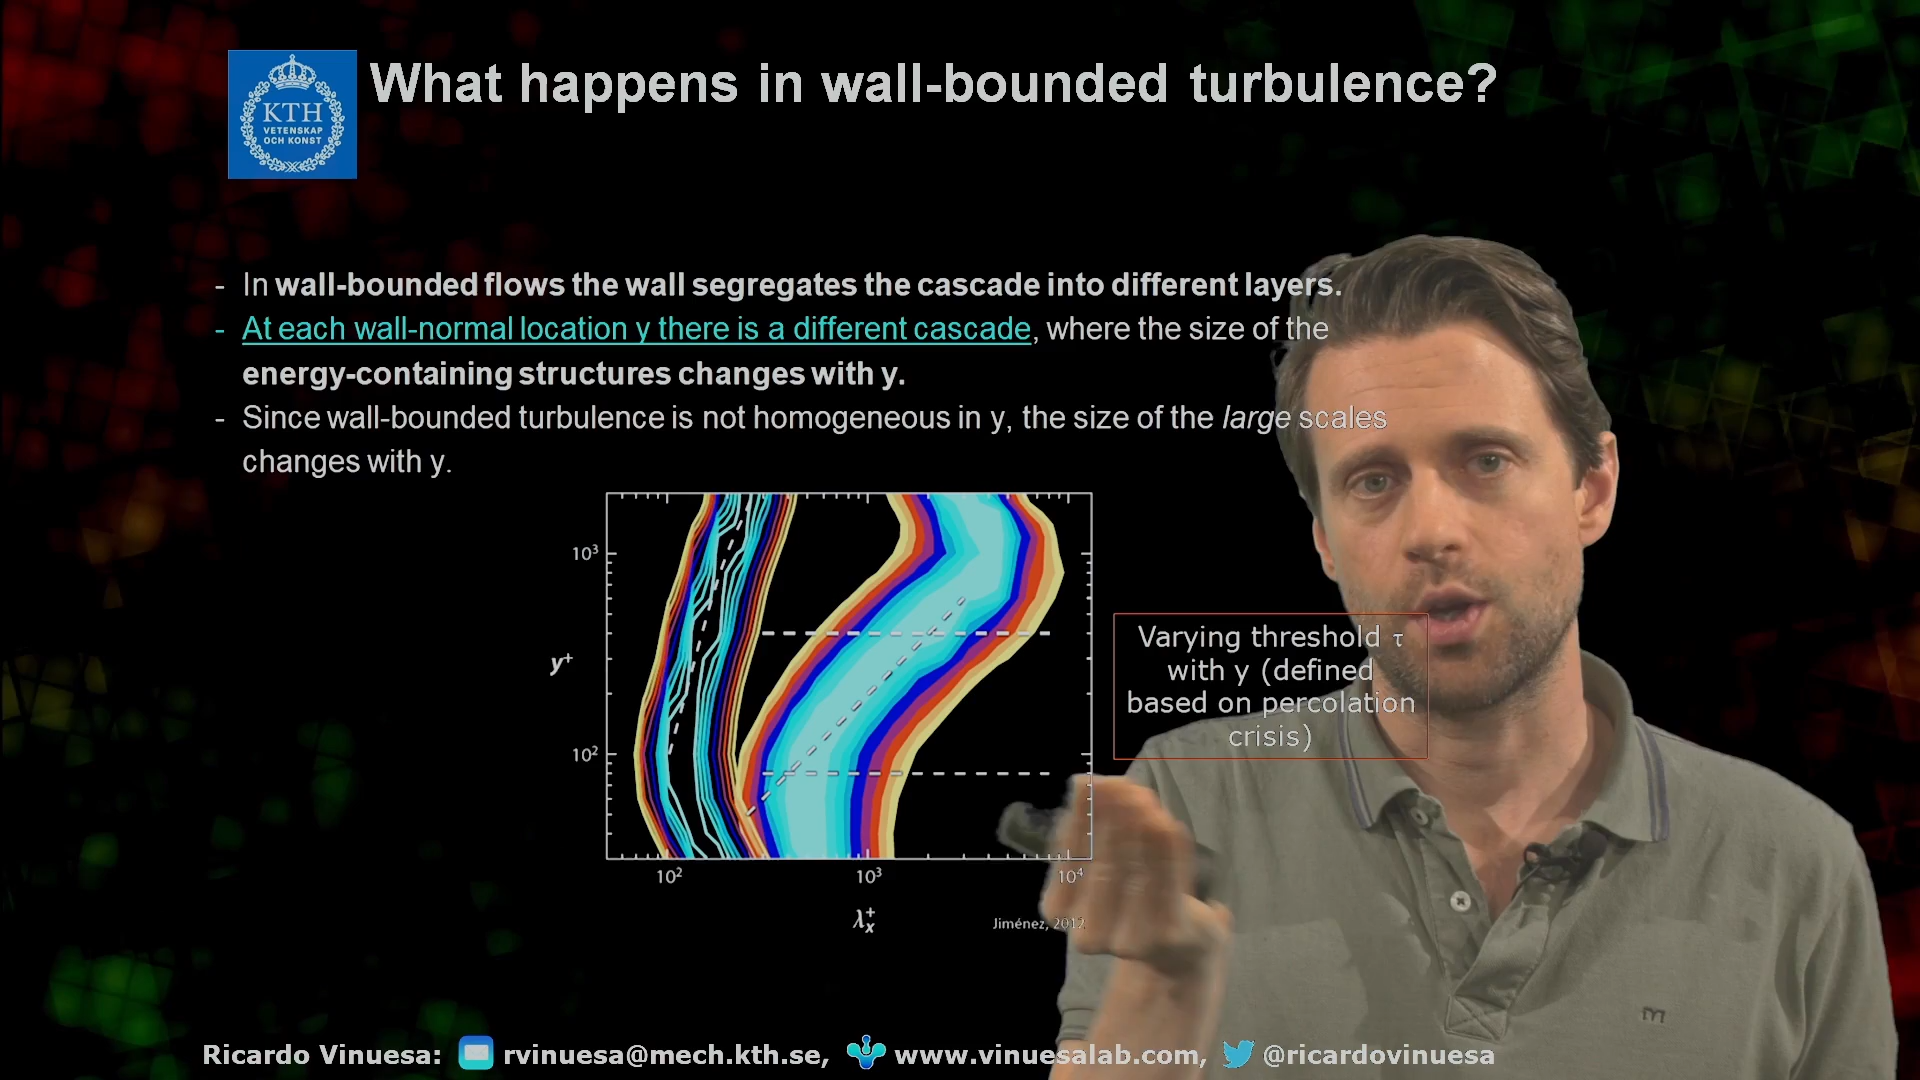 KTH
VETENSKAP
OCH KONST
What happens in wall-bounded turbulence?
- In wall-bounded flows the wall segregates the cascade into different layers.
- At each wall-normal location y there is a different cascade, where the size of the
energy-containing structures changes with y.
- Since wall-bounded turbulence is not homogeneous in y, the size of the large scales
changes with y.
10³
y⁺
10²
10² 10³ 10⁴
λₓ⁺
Jiménez, 2012
Varying threshold τ
with y (defined
based on percolation
crisis)
m
Ricardo Vinuesa: rvinuesa@mech.kth.se, www.vinuesalab.com, @ricardovinuesa